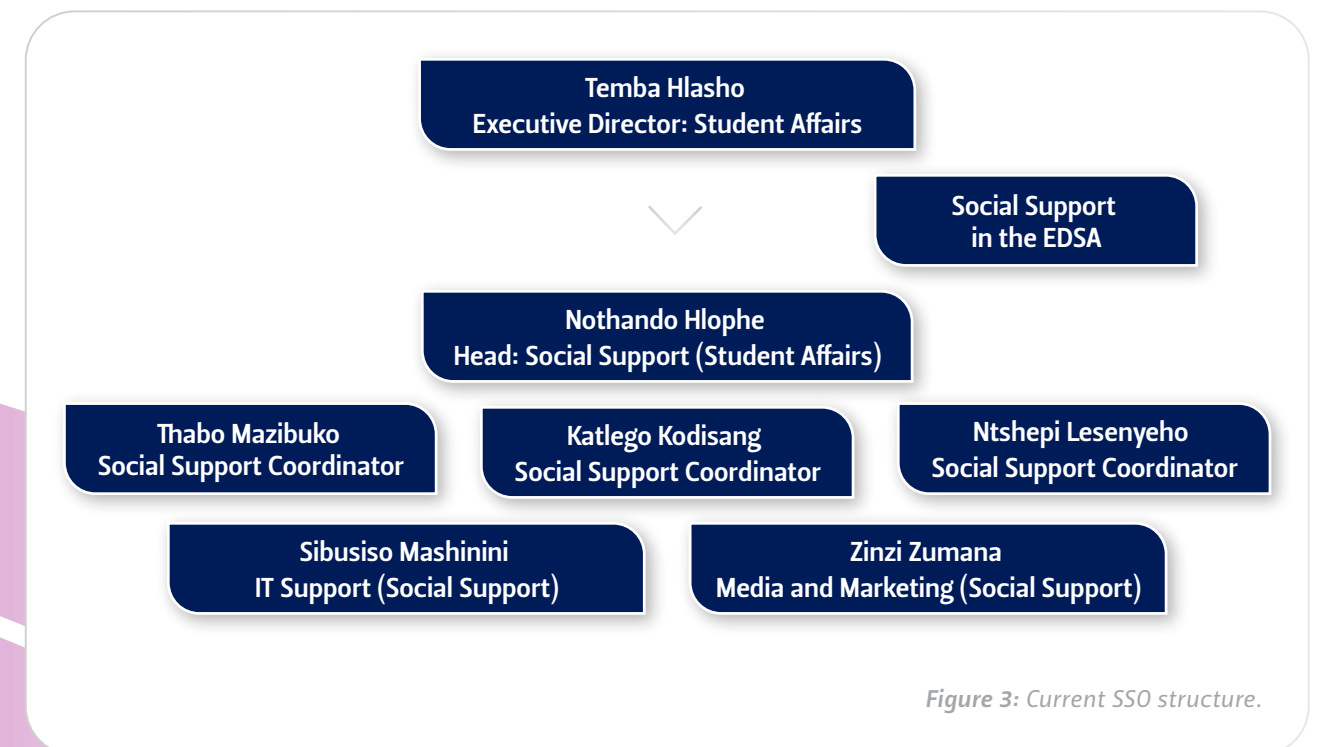 Temba Hlasho
Executive Director: Student Affairs
Social Support
in the EDSA
Nothando Hlophe
Head: Social Support (Student Affairs)
Thabo Mazibuko
Social Support Coordinator
Katlego Kodisang
Social Support Coordinator
Ntshepi Lesenyeho
Social Support Coordinator
Sibusiso Mashinini
IT Support (Social Support)
Zinzi Zumana
Media and Marketing (Social Support)
Figure 3: Current SSO structure.